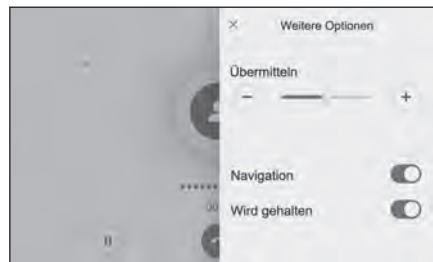 Weitere Optionen
Übermitteln
Navigation
Wird gehalten